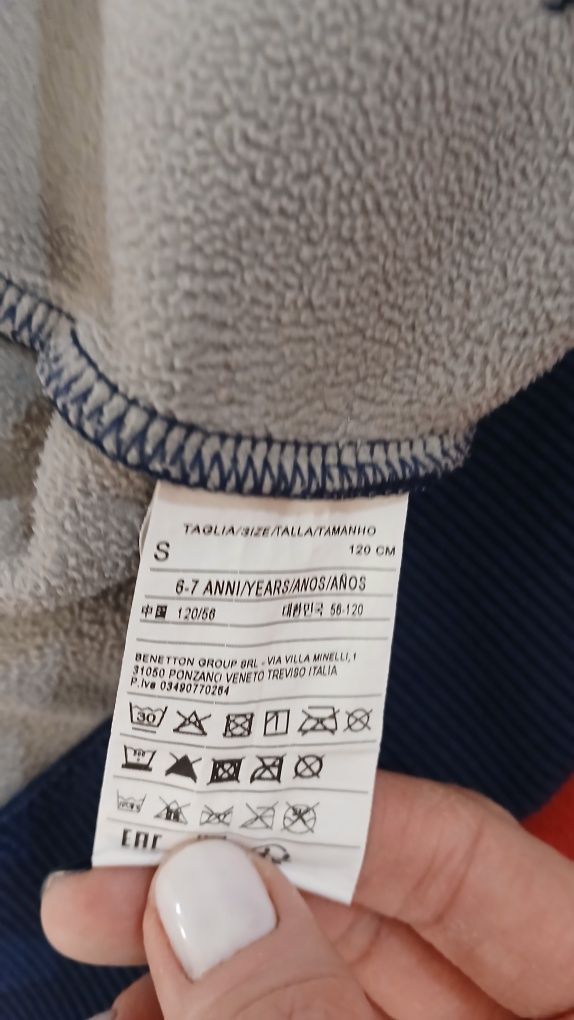 TAGLIA/SIZE/TALLA/TAMANHO
S 120 CM
6-7 ANNI/YEARS/ANOS/AÑOS
中国 120/56 대한민국 56-120
BENETTON GROUP SRL - VIA VILLA MINELLI,1
31050 PONZANO VENETO TREVISO ITALIA
P.Iva 03490770264
30